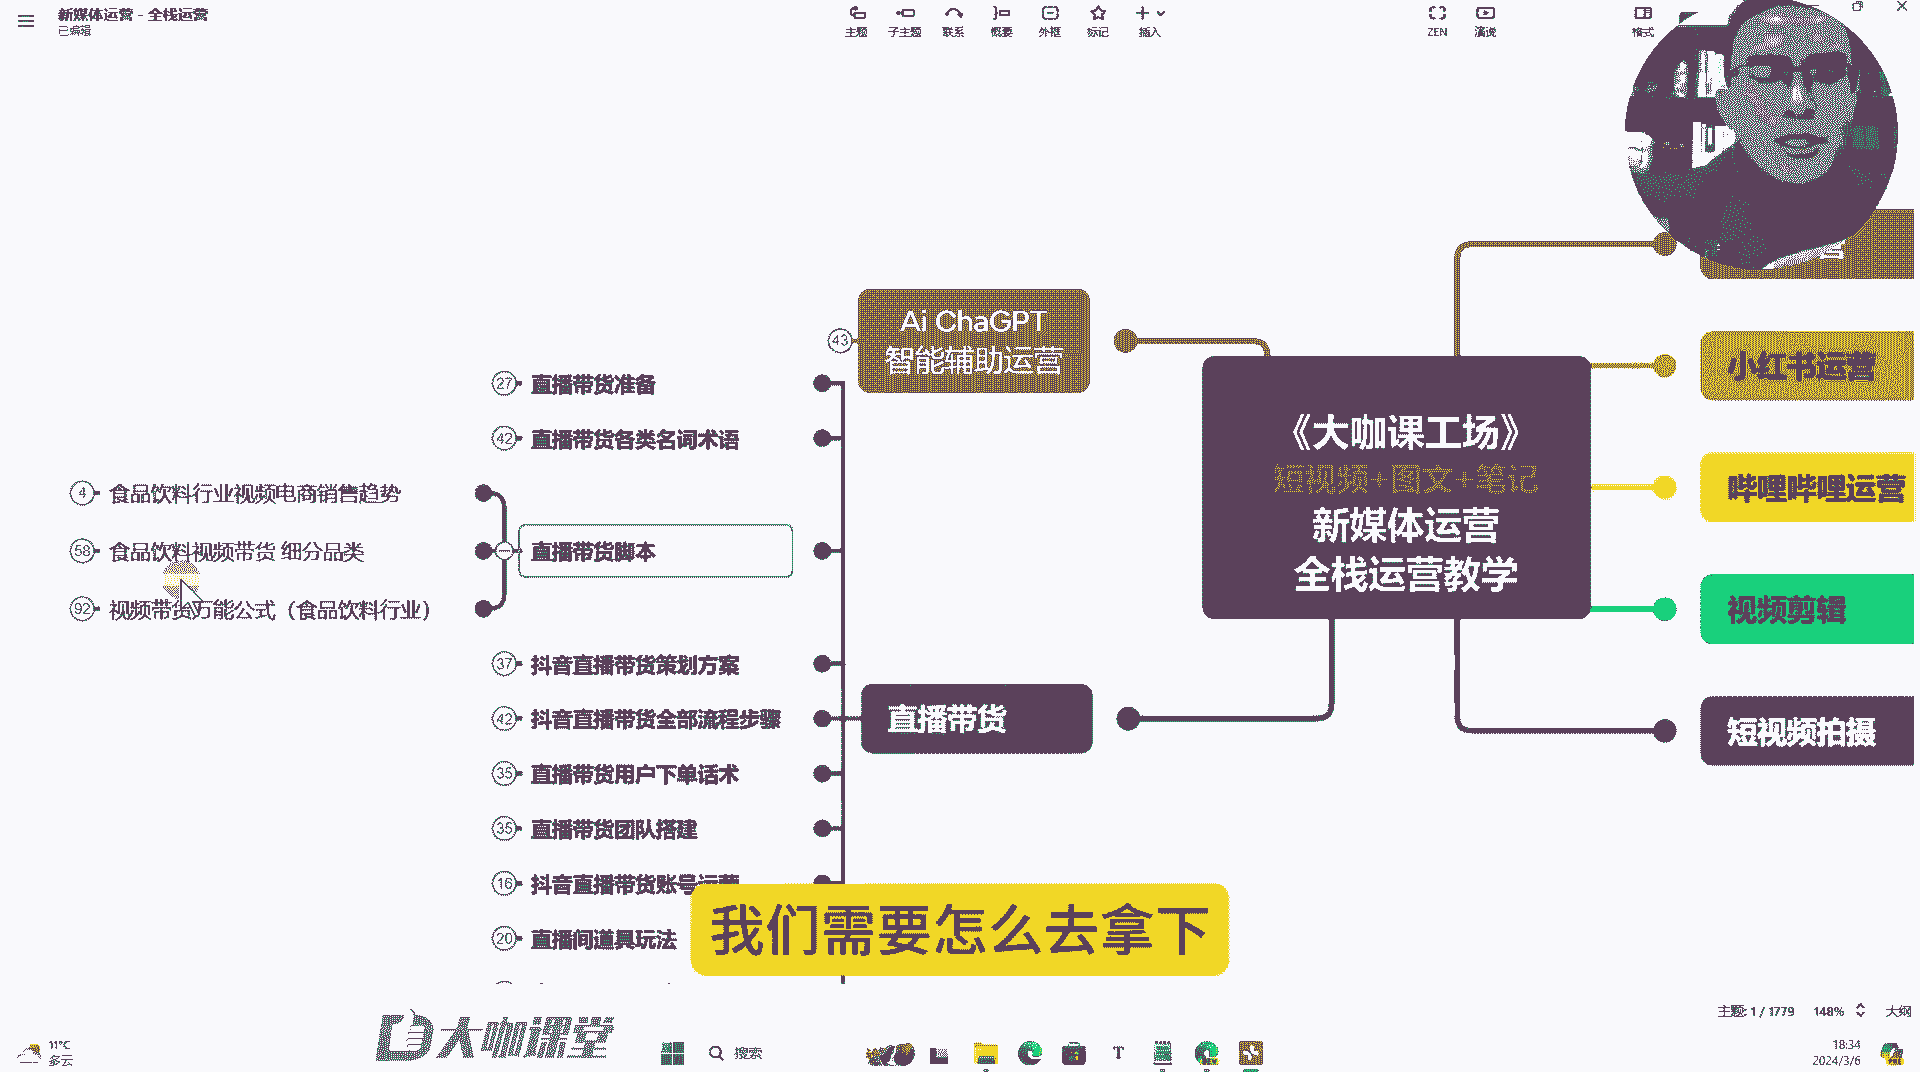 新媒体运营 - 全栈运营
已编辑
主题
子主题
联系
概要
外框
标记
插入
ZEN
演说
格式
43
Ai ChaGPT
智能辅助运营
27
直播带货准备
42
直播带货各类名词术语
4
食品饮料行业视频电商销售趋势
58
食品饮料视频带货 细分品类
92
视频带货万能公式（食品饮料行业）
直播带货脚本
37
抖音直播带货策划方案
42
抖音直播带货全部流程步骤
35
直播带货用户下单话术
35
直播带货团队搭建
16
抖音直播带货账号运营
20
直播间道具玩法
直播带货
《大咖课工场》
短视频+图文+笔记
新媒体运营
全栈运营教学
小红书运营
哔哩哔哩运营
视频剪辑
短视频拍摄
我们需要怎么去拿下
主题: 1 / 1779
148%
大纲
大咖课堂
11°C
多云
搜索
18:34
2024/3/6